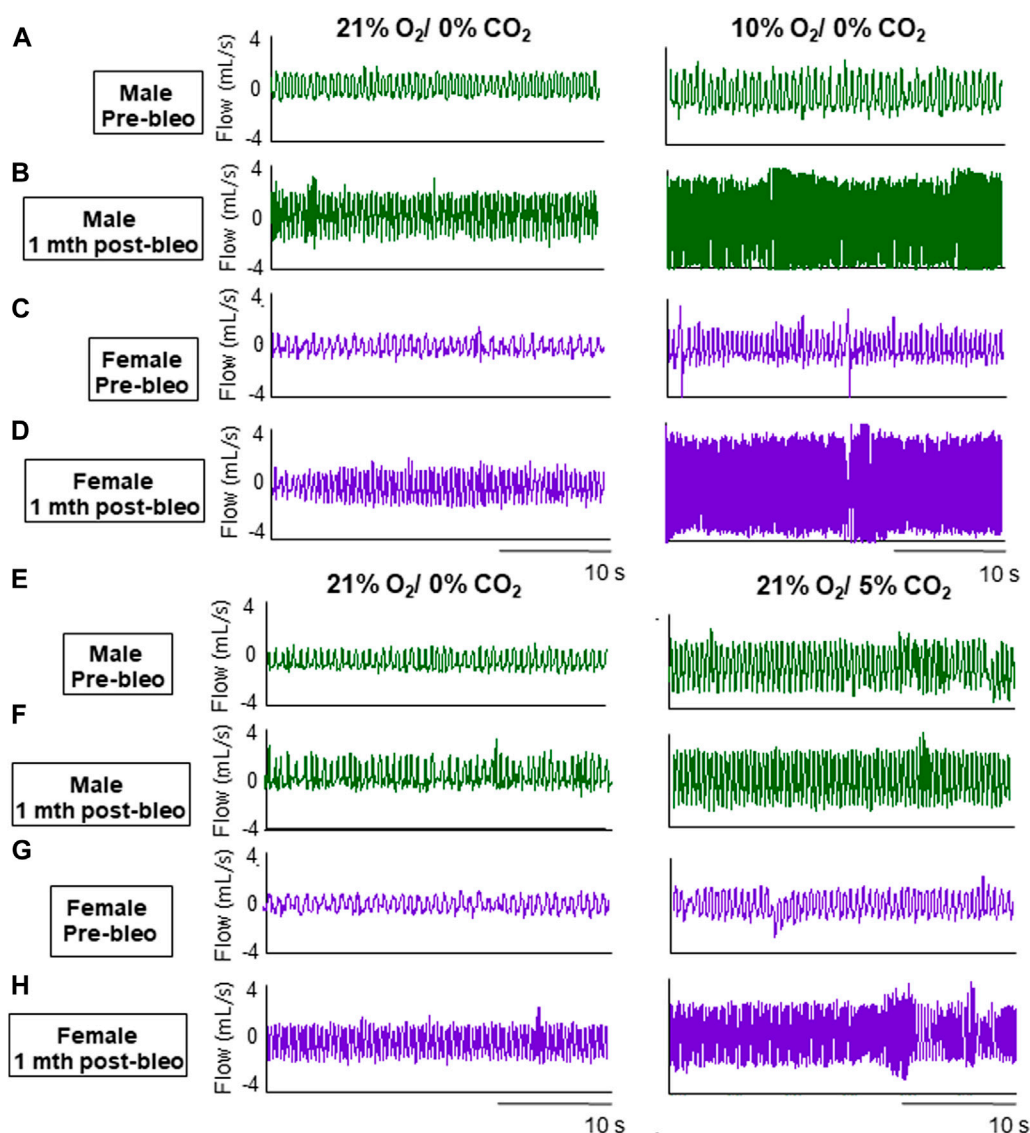 A
21% O₂/ 0% CO₂
10% O₂/ 0% CO₂
Male
Pre-bleo
Flow (mL/s)
4
0
-4
B
Male
1 mth post-bleo
Flow (mL/s)
4
0
-4
C
Female
Pre-bleo
Flow (mL/s)
4
0
-4
D
Female
1 mth post-bleo
Flow (mL/s)
4
0
-4
10 s
10 s
E
21% O₂/ 0% CO₂
21% O₂/ 5% CO₂
Male
Pre-bleo
Flow (mL/s)
4
0
-4
F
Male
1 mth post-bleo
Flow (mL/s)
4
0
-4
G
Female
Pre-bleo
Flow (mL/s)
4
0
-4
H
Female
1 mth post-bleo
Flow (mL/s)
4
0
-4
10 s
10 s